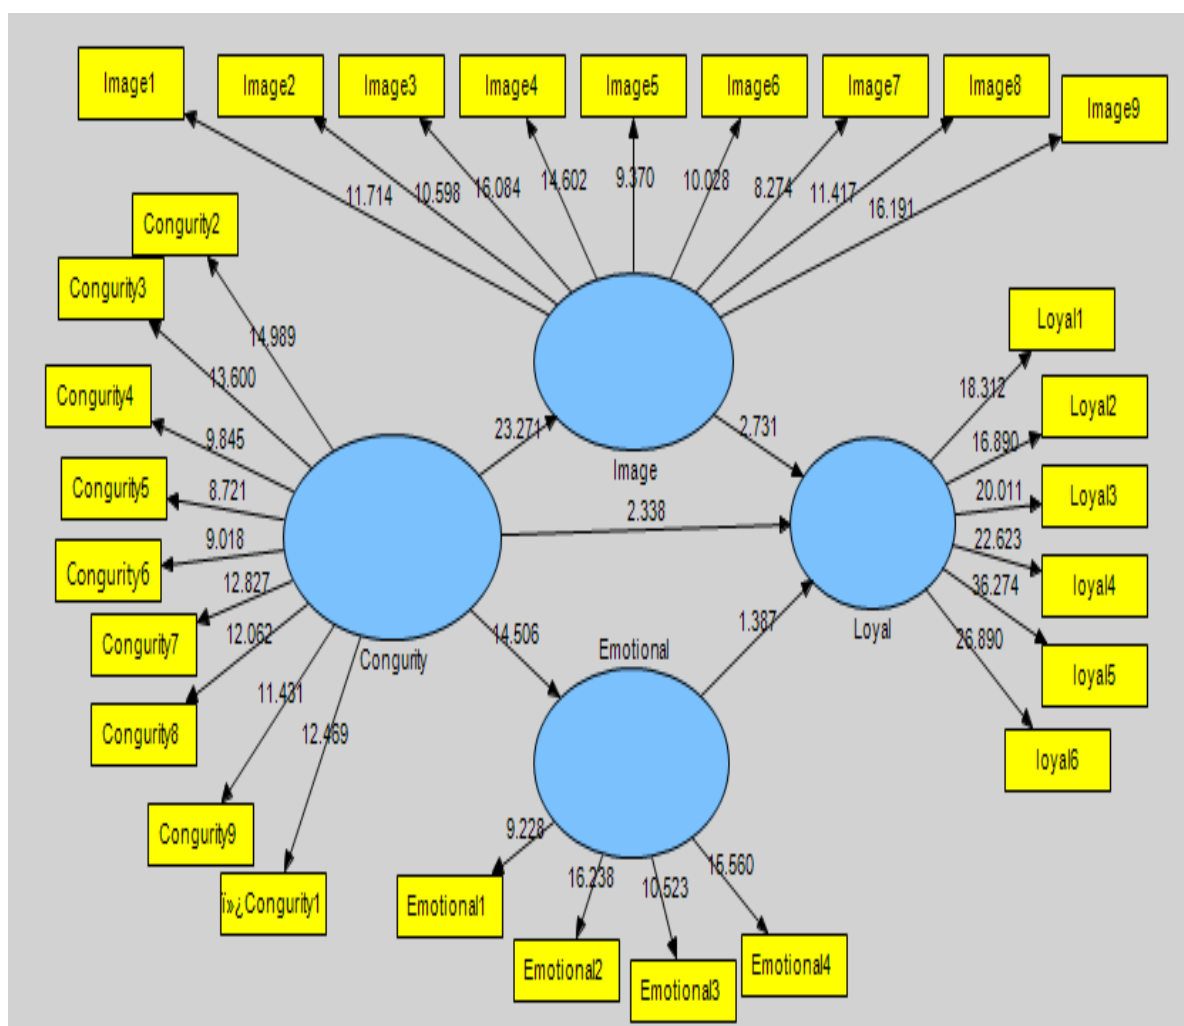 Image1
Image2
Image3
Image4
Image5
Image6
Image7
Image8
Image9
11.714
10.598
16.084
14.602
9.370
10.028
8.274
11.417
16.191
Congurity2
Congurity3
Congurity4
Congurity5
Congurity6
Congurity7
Congurity8
Congurity9
ï»¿Congurity1
14.989
13.600
9.845
8.721
9.018
12.827
12.062
11.431
12.469
Congurity
23.271
Image
2.731
2.338
14.506
Emotional
1.387
Loyal
Loyal1
Loyal2
Loyal3
loyal4
loyal5
loyal6
18.312
16.890
20.011
22.623
36.274
26.890
9.228
16.238
10.523
15.560
Emotional1
Emotional2
Emotional3
Emotional4